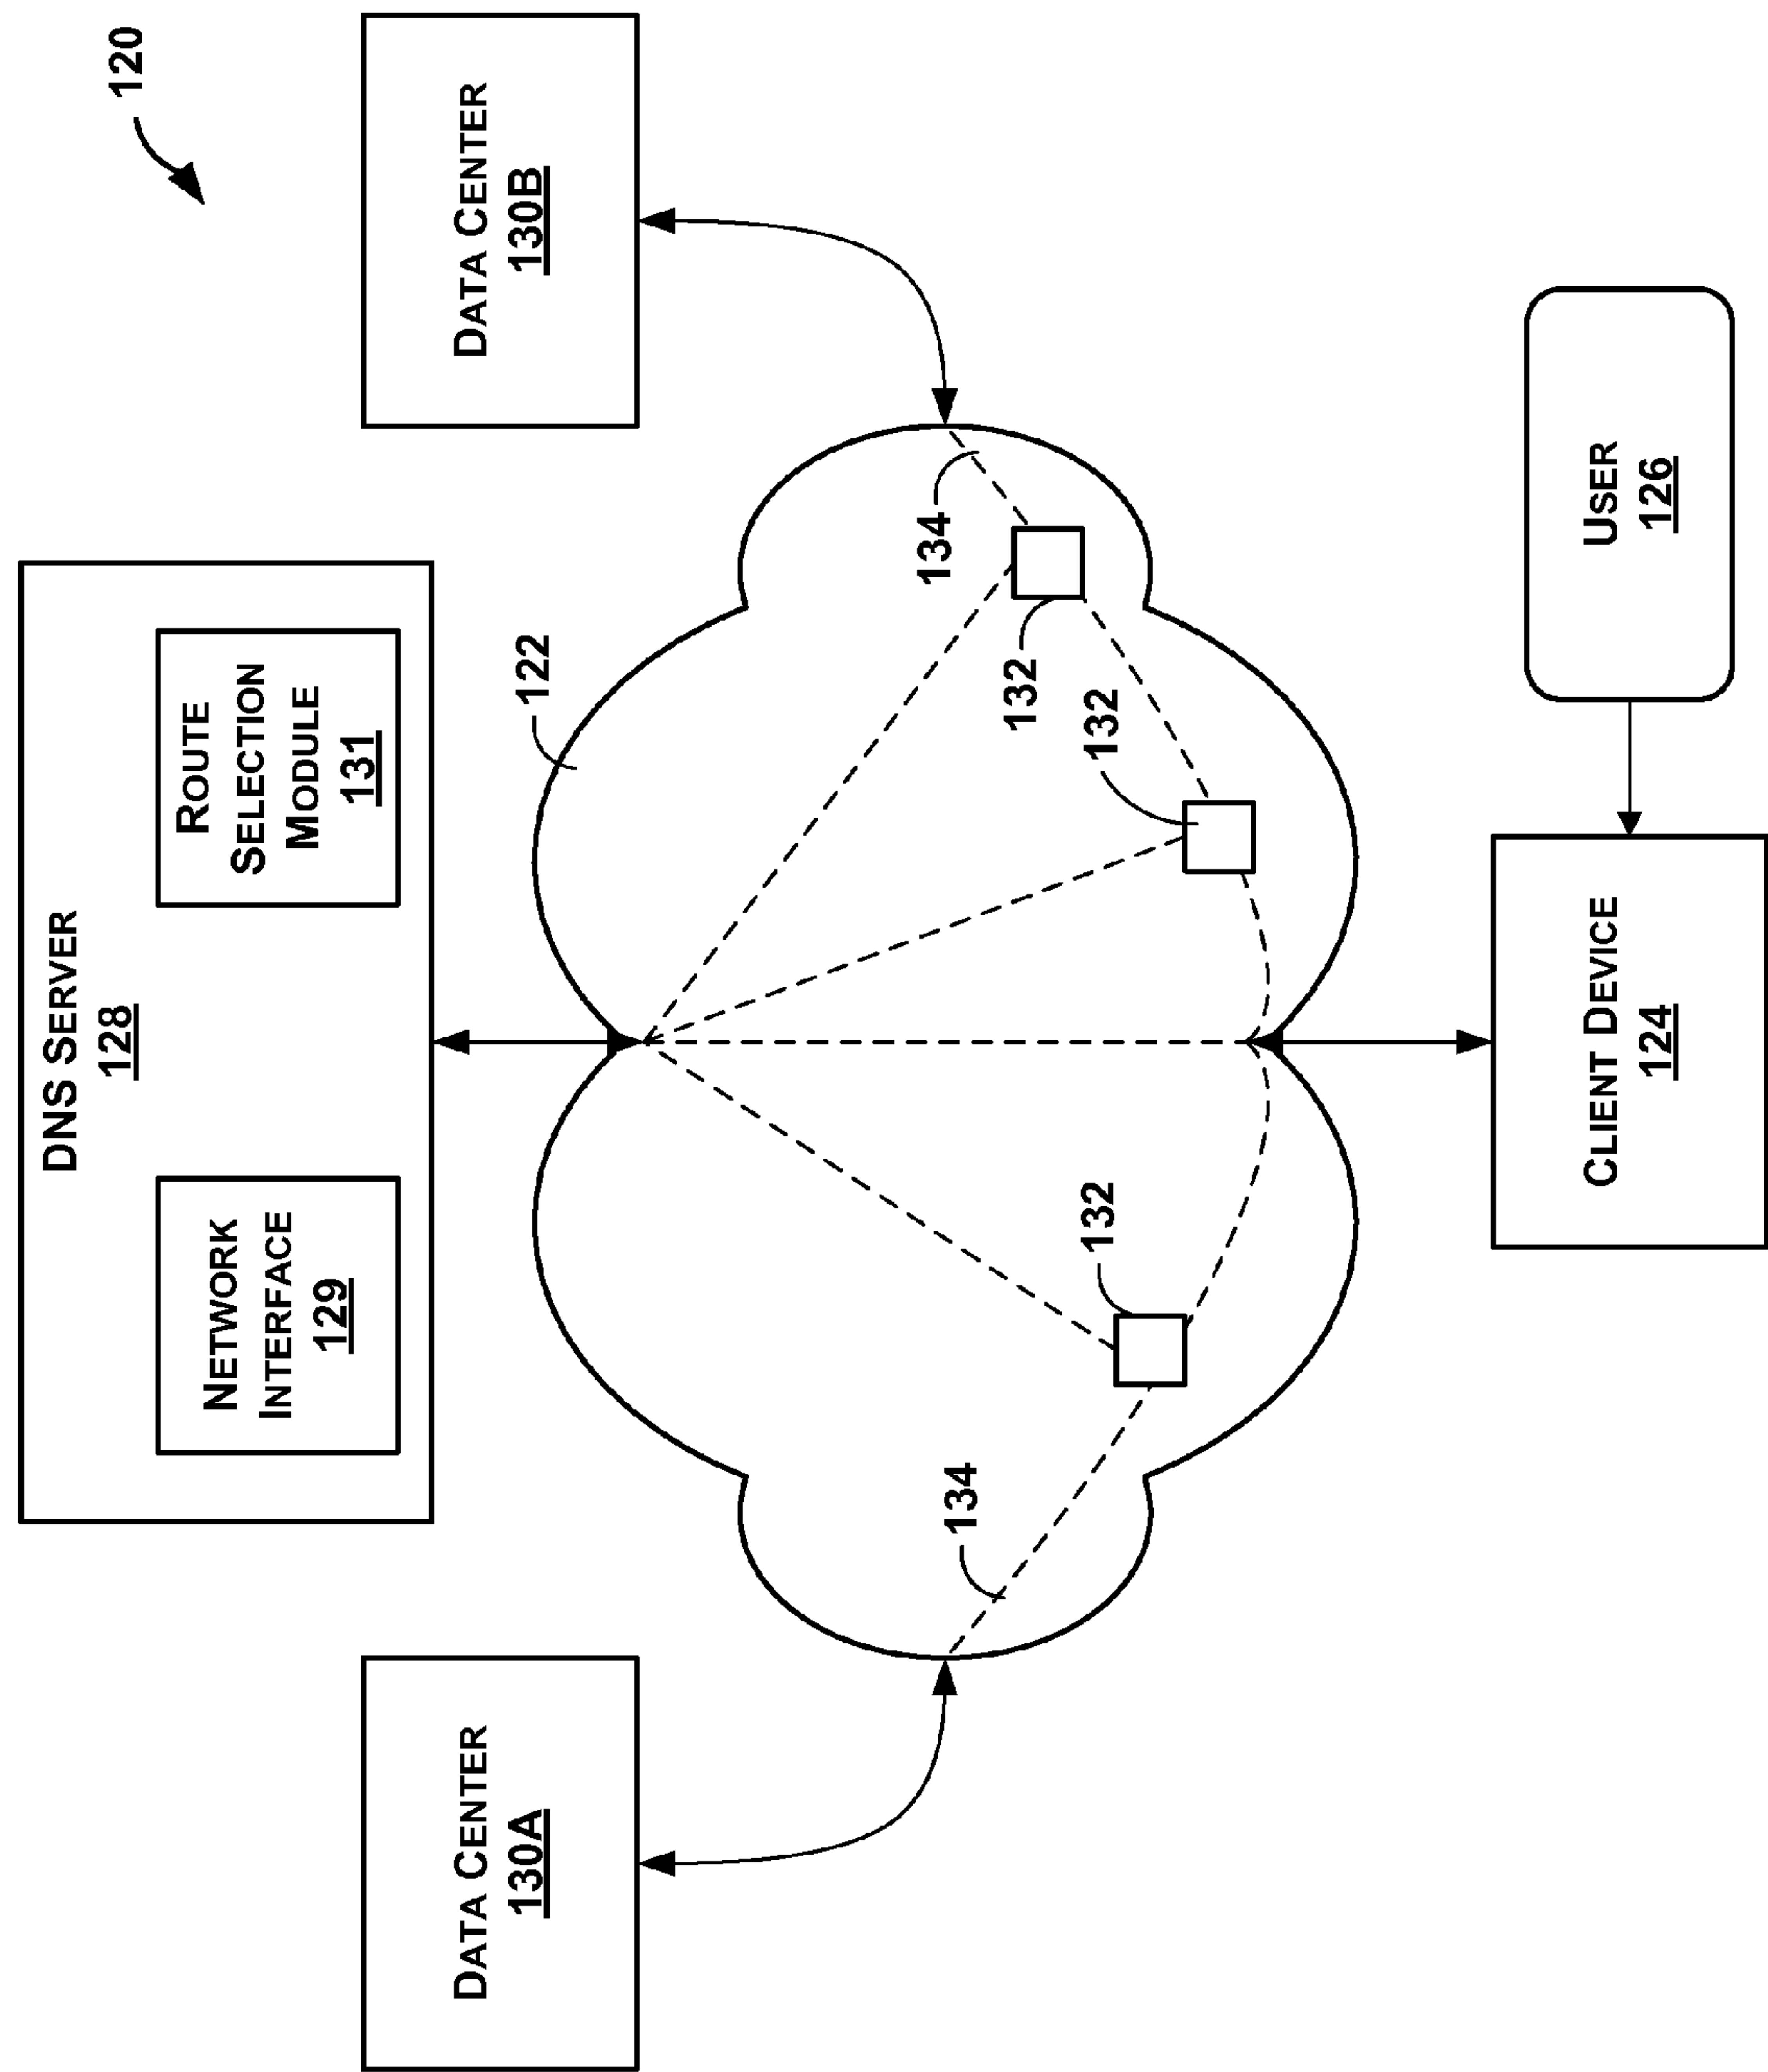 120
DNS SERVER
128
NETWORK
INTERFACE
129
ROUTE
SELECTION
MODULE
131
DATA CENTER
130A
DATA CENTER
130B
122
134
134
132
132
132
CLIENT DEVICE
124
USER
126